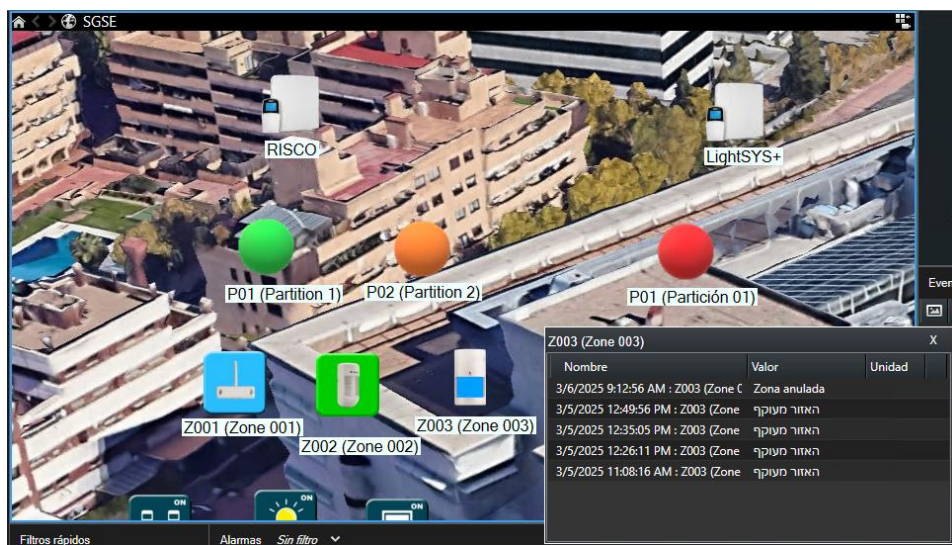 SGSE
RISCO
LightSYS+
P01 (Partition 1)
P02 (Partition 2)
P01 (Partición 01)
Z001 (Zone 001)
Z002 (Zone 002)
Z003 (Zone 003)
ON
ON
ON
Even
Z003 (Zone 003) X
Nombre Valor Unidad
3/6/2025 9:12:56 AM : Z003 (Zone 0 Zona anulada
3/5/2025 12:49:56 PM : Z003 (Zone האזור מעוקף
3/5/2025 12:35:05 PM : Z003 (Zone האזור מעוקף
3/5/2025 12:26:11 PM : Z003 (Zone האזור מעוקף
3/5/2025 11:08:16 AM : Z003 (Zone האזור מעוקף
Filtros rápidos Alarmas Sin filtro